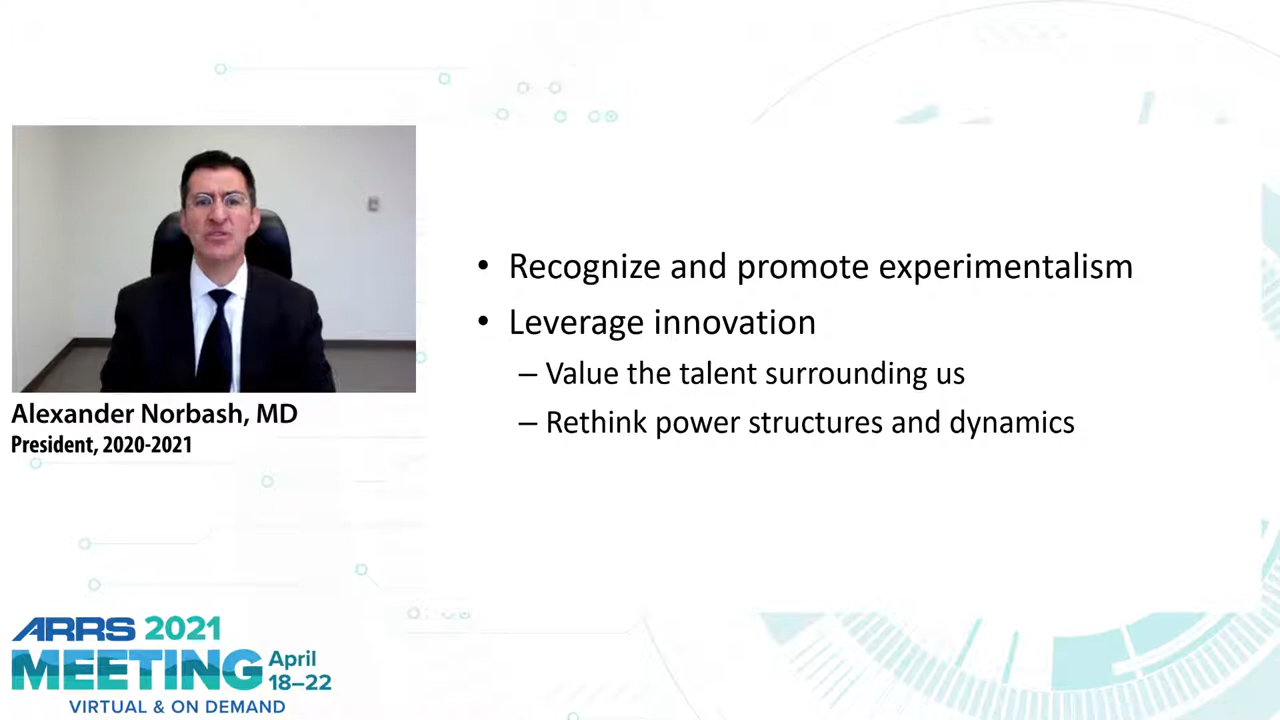 Alexander Norbash, MD
President, 2020-2021
• Recognize and promote experimentalism
• Leverage innovation
– Value the talent surrounding us
– Rethink power structures and dynamics
ARRS 2021
MEETING
April
18–22
VIRTUAL & ON DEMAND